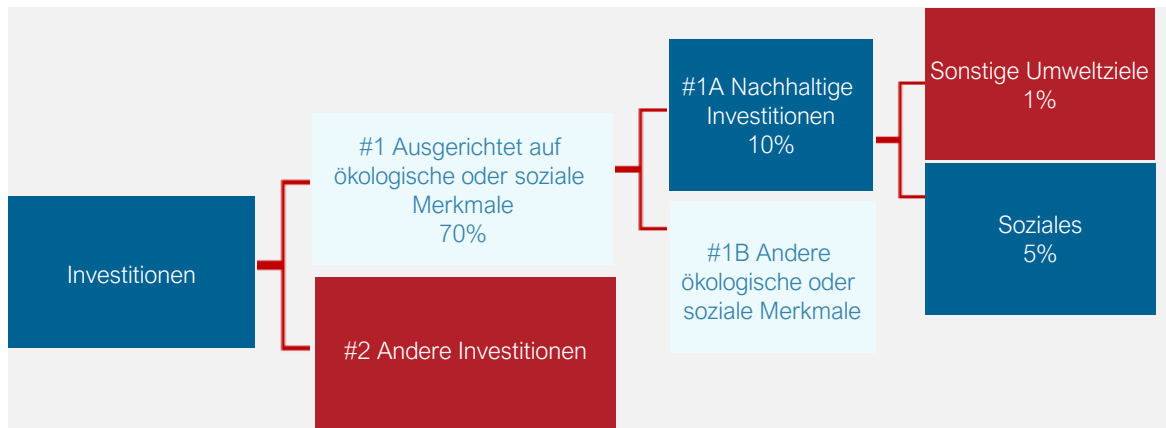 Investitionen
#1 Ausgerichtet auf
ökologische oder soziale
Merkmale
70%
#2 Andere Investitionen
#1A Nachhaltige
Investitionen
10%
#1B Andere
ökologische oder
soziale Merkmale
Sonstige Umweltziele
1%
Soziales
5%